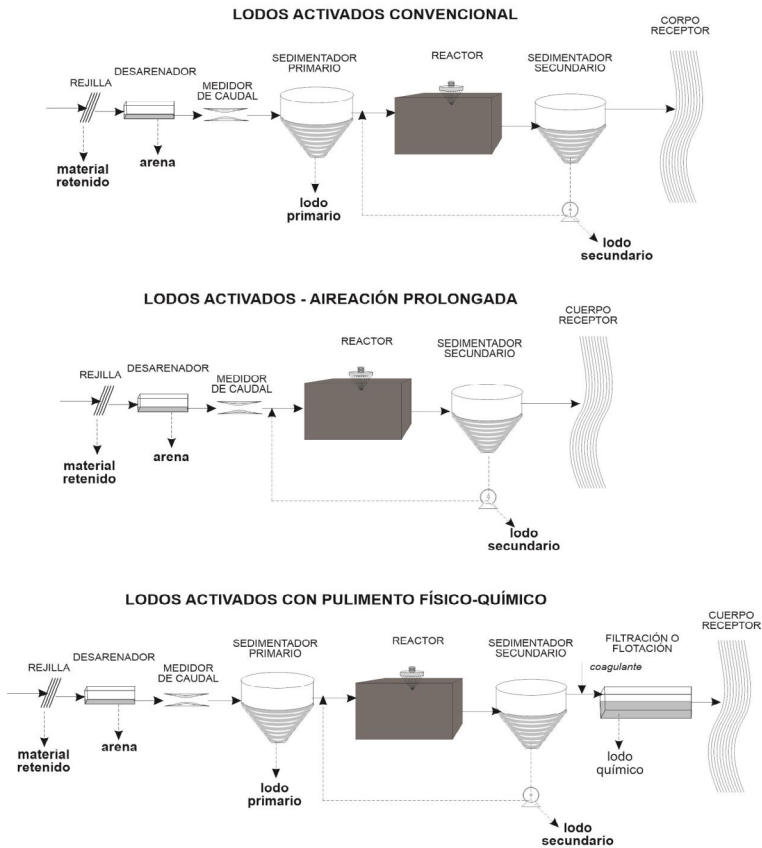 LODOS ACTIVADOS CONVENCIONAL
CORPO
RECEPTOR
REJILLA
DESARENADOR
MEDIDOR
DE CAUDAL
SEDIMENTADOR
PRIMARIO
REACTOR
SEDIMENTADOR
SECUNDARIO
material
retenido
arena
lodo
primario
lodo
secundario
LODOS ACTIVADOS - AIREACIÓN PROLONGADA
CUERPO
RECEPTOR
REJILLA
DESARENADOR
MEDIDOR
DE CAUDAL
REACTOR
SEDIMENTADOR
SECUNDARIO
material
retenido
arena
lodo
secundario
LODOS ACTIVADOS CON PULIMENTO FÍSICO-QUÍMICO
CUERPO
RECEPTOR
REJILLA
DESARENADOR
MEDIDOR
DE CAUDAL
SEDIMENTADOR
PRIMARIO
REACTOR
SEDIMENTADOR
SECUNDARIO
coagulante
FILTRACIÓN O
FLOTACIÓN
material
retenido
arena
lodo
primario
lodo
químico
lodo
secundario